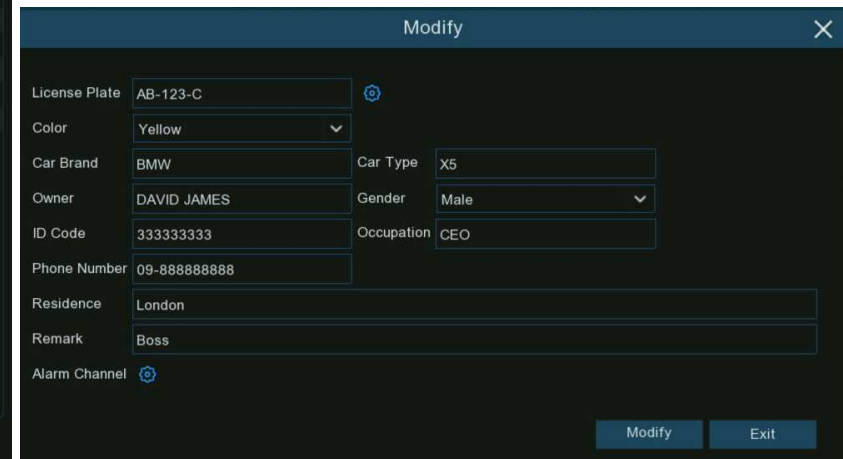 Modify
License Plate AB-123-C
Color Yellow
Car Brand BMW Car Type X5
Owner DAVID JAMES Gender Male
ID Code 333333333 Occupation CEO
Phone Number 09-888888888
Residence London
Remark Boss
Alarm Channel
Modify Exit